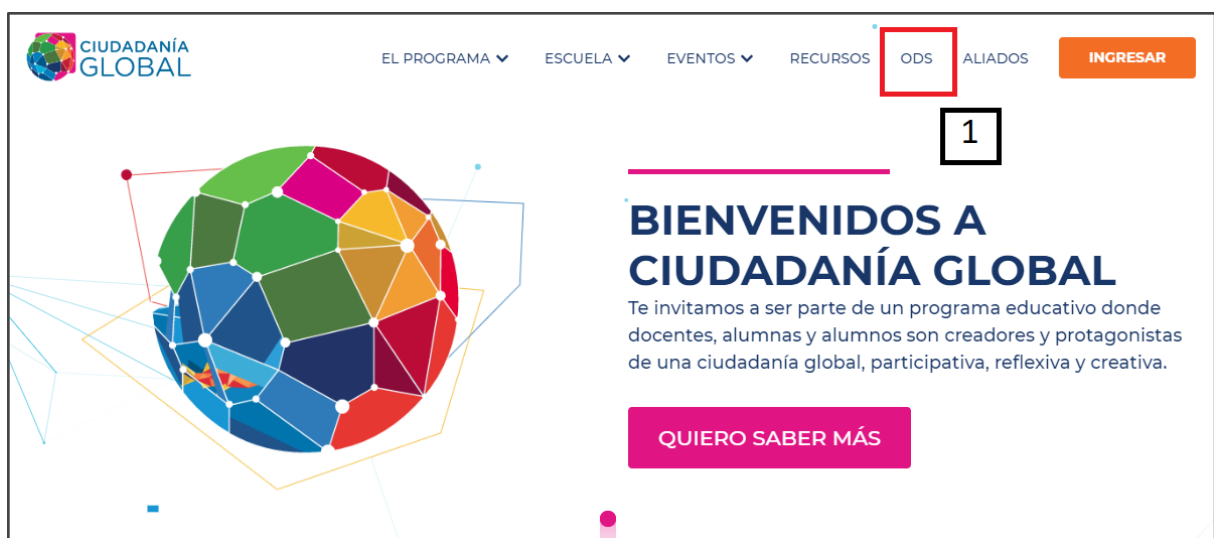 CIUDADANÍA
GLOBAL
EL PROGRAMA ESCUELA EVENTOS RECURSOS ODS ALIADOS INGRESAR
1
BIENVENIDOS A
CIUDADANÍA GLOBAL
Te invitamos a ser parte de un programa educativo donde
docentes, alumnas y alumnos son creadores y protagonistas
de una ciudadanía global, participativa, reflexiva y creativa.
QUIERO SABER MÁS